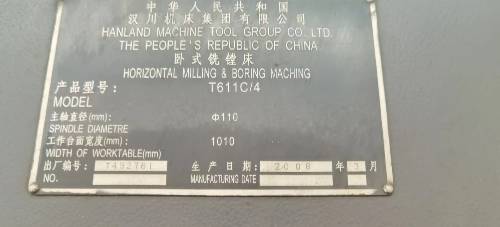 中华人民共和国
汉川机床集团有限公司
HANLAND MACHINE TOOL GROUP CO. LTD.
THE PEOPLE'S REPUBLIC OF CHINA
卧式铣镗床
HORIZONTAL MILLING & BORING MACHING
产品型号: T611C/4
MODEL
主轴直径(mm): Φ110
SPINDLE DIAMETRE
工作台面宽度(mm): 1010
WIDTH OF WORKTABLE(mm)
出厂编号: 7452761 生产日期: 2008 年 3 月
NO. MANUFACTURING DATE